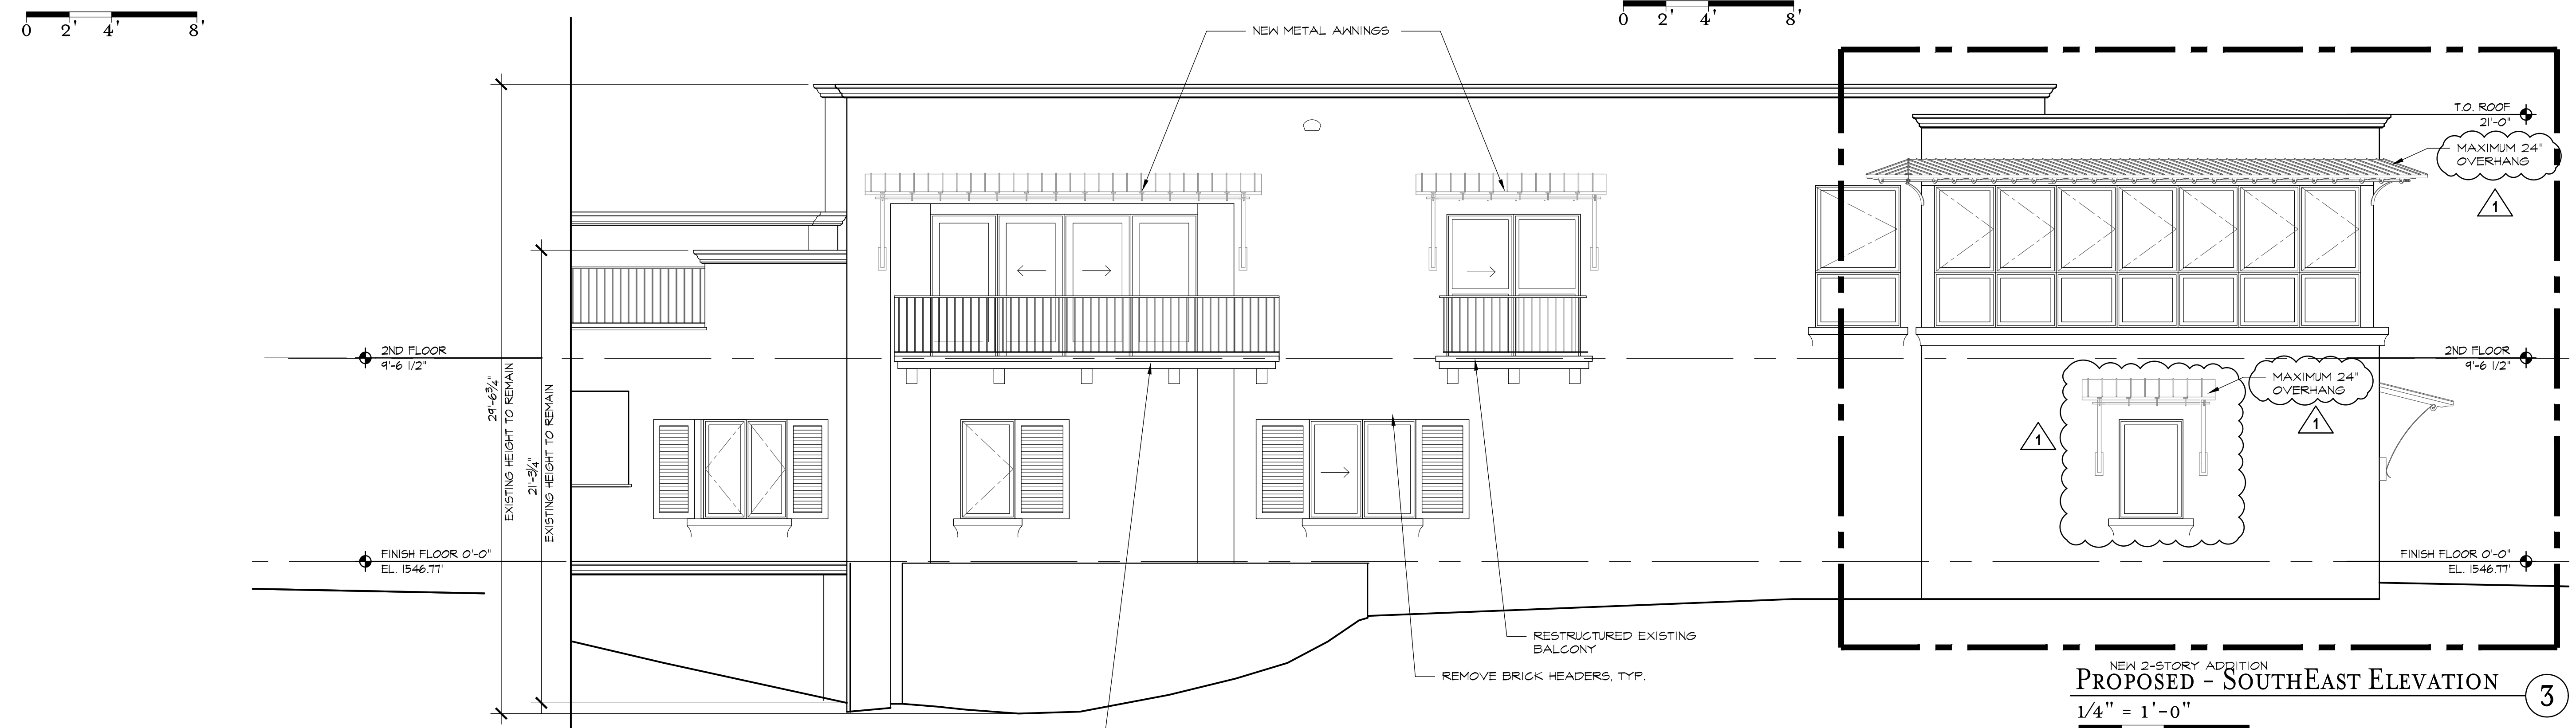 0 2' 4' 8'
0 2' 4' 8'
NEW METAL AWNINGS
T.O. ROOF
21'-0"
MAXIMUM 24"
OVERHANG
1
2ND FLOOR
9'-6 1/2"
29'-6¾"
EXISTING HEIGHT TO REMAIN
21'-¾"
EXISTING HEIGHT TO REMAIN
2ND FLOOR
9'-6 1/2"
MAXIMUM 24"
OVERHANG
1
1
FINISH FLOOR 0'-0"
EL. 1546.77'
FINISH FLOOR 0'-0"
EL. 1546.77'
RESTRUCTURED EXISTING
BALCONY
REMOVE BRICK HEADERS, TYP.
NEW 2-STORY ADDITION
PROPOSED - SOUTHEAST ELEVATION
3
1/4" = 1'-0"